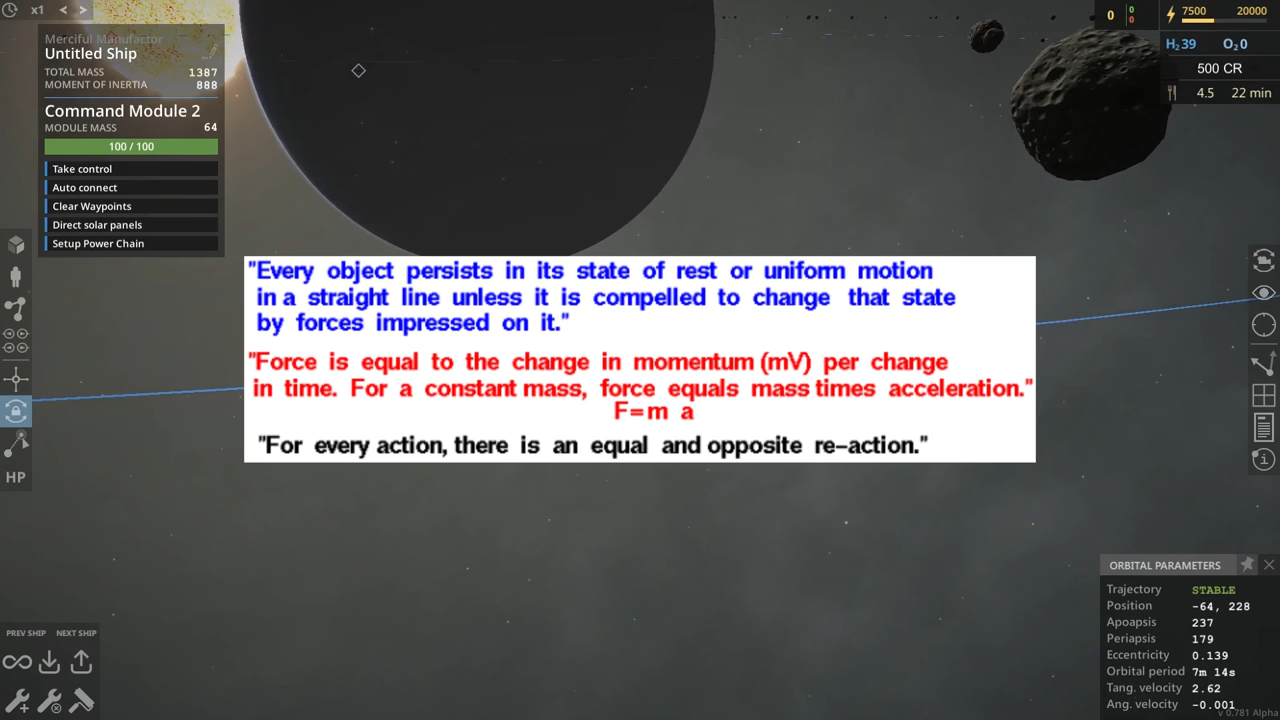 x1
0
0
0
7500
20000
Merciful Manufactor
Untitled Ship
TOTAL MASS 1387
MOMENT OF INERTIA 888
H₂39 O₂0
500 CR
4.5 22 min
Command Module 2
MODULE MASS 64
100 / 100
Take control
Auto connect
Clear Waypoints
Direct solar panels
Setup Power Chain
"Every object persists in its state of rest or uniform motion
in a straight line unless it is compelled to change that state
by forces impressed on it."
"Force is equal to the change in momentum (mV) per change
in time. For a constant mass, force equals mass times acceleration."
F=m a
"For every action, there is an equal and opposite re-action."
HP
ORBITAL PARAMETERS
Trajectory STABLE
Position -64, 228
Apoapsis 237
Periapsis 179
Eccentricity 0.139
Orbital period 7m 14s
Tang. velocity 2.62
Ang. velocity -0.001
v 0.781 Alpha
PREV SHIP NEXT SHIP